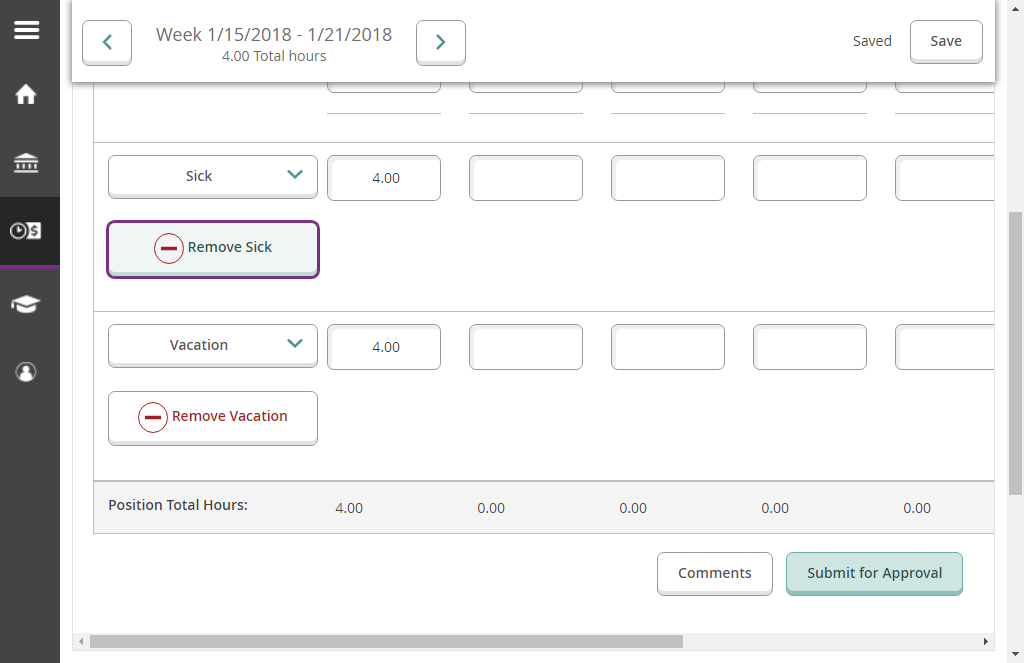 Week 1/15/2018 - 1/21/2018
4.00 Total hours
Saved
Save
Sick
4.00
Remove Sick
Vacation
4.00
Remove Vacation
Position Total Hours:
4.00
0.00
0.00
0.00
0.00
Comments
Submit for Approval